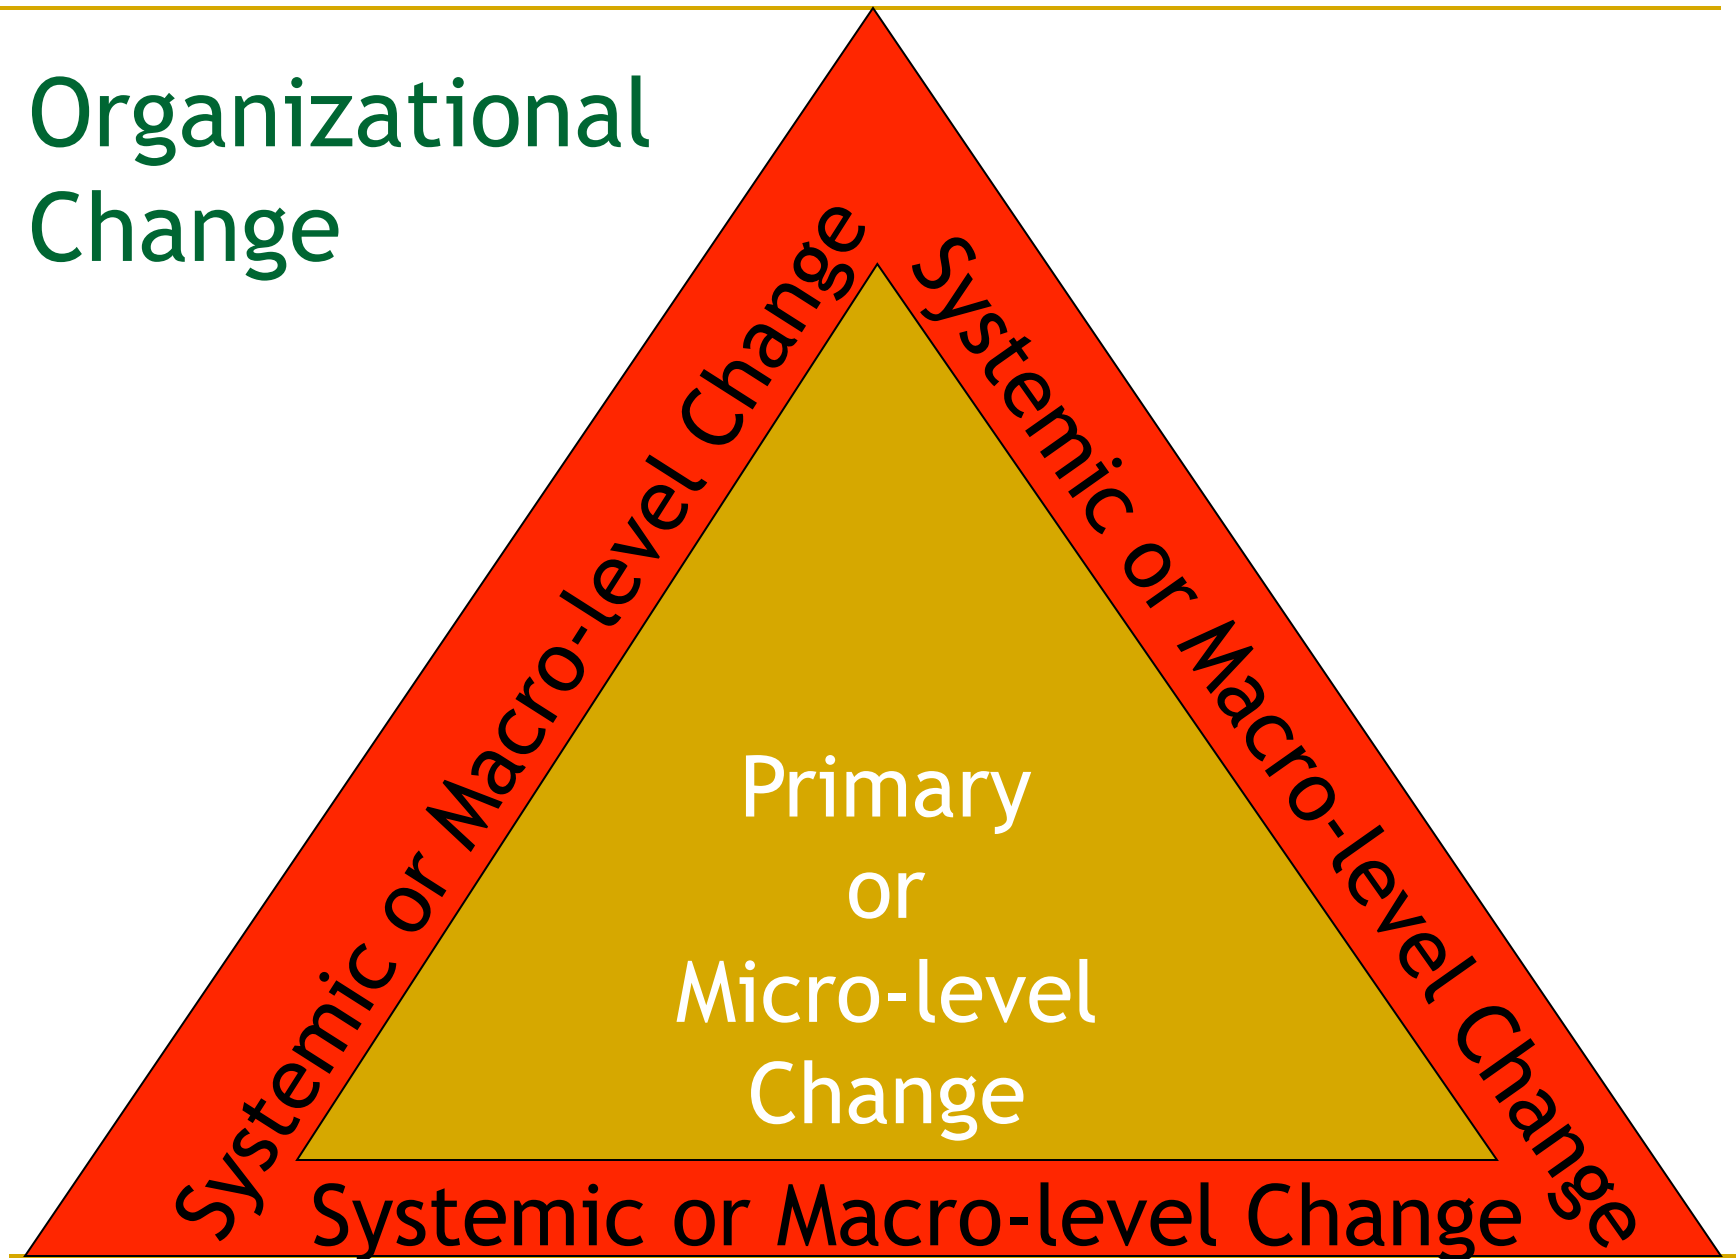 Organizational
Change
Systemic or Macro-level Change
Systemic or Macro-level Change
Primary
or
Micro-level
Change
Systemic or Macro-level Change